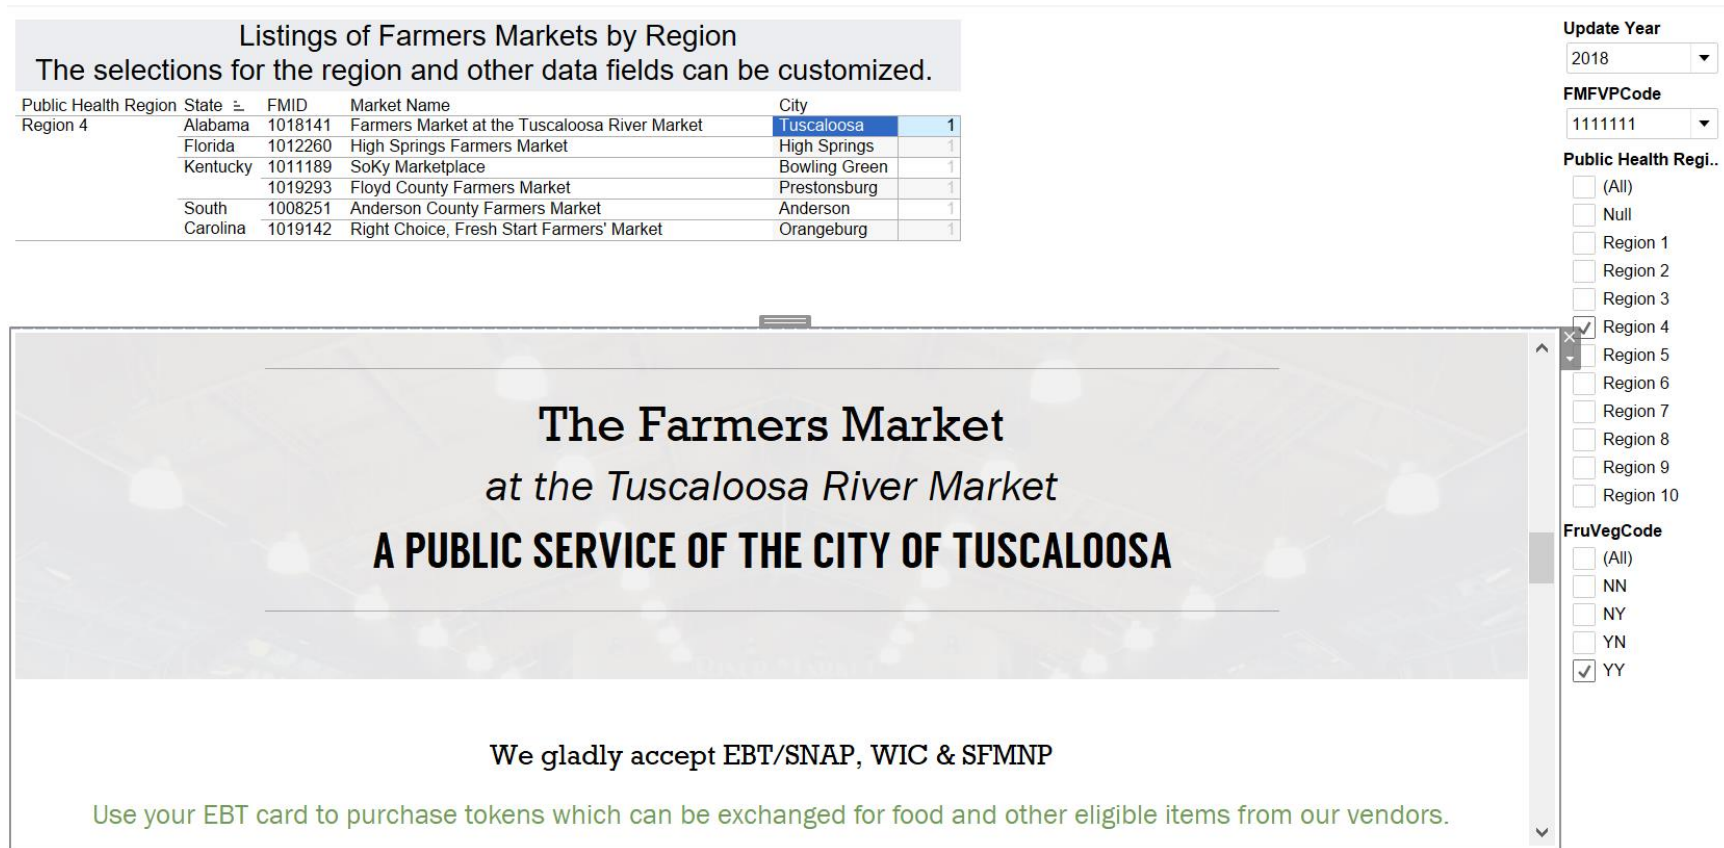 Listings of Farmers Markets by Region
The selections for the region and other data fields can be customized.
Public Health Region State FMID Market Name City
Region 4 Alabama 1018141 Farmers Market at the Tuscaloosa River Market Tuscaloosa 1
Florida 1012260 High Springs Farmers Market High Springs 1
Kentucky 1011189 SoKy Marketplace Bowling Green 1
1019293 Floyd County Farmers Market Prestonsburg 1
South 1008251 Anderson County Farmers Market Anderson 1
Carolina 1019142 Right Choice, Fresh Start Farmers' Market Orangeburg 1
The Farmers Market
at the Tuscaloosa River Market
A PUBLIC SERVICE OF THE CITY OF TUSCALOOSA
We gladly accept EBT/SNAP, WIC & SFMNP
Use your EBT card to purchase tokens which can be exchanged for food and other eligible items from our vendors.
Update Year
2018
FMFVPCode
1111111
Public Health Regi..
(All)
Null
Region 1
Region 2
Region 3
Region 4
Region 5
Region 6
Region 7
Region 8
Region 9
Region 10
FruVegCode
(All)
NN
NY
YN
YY